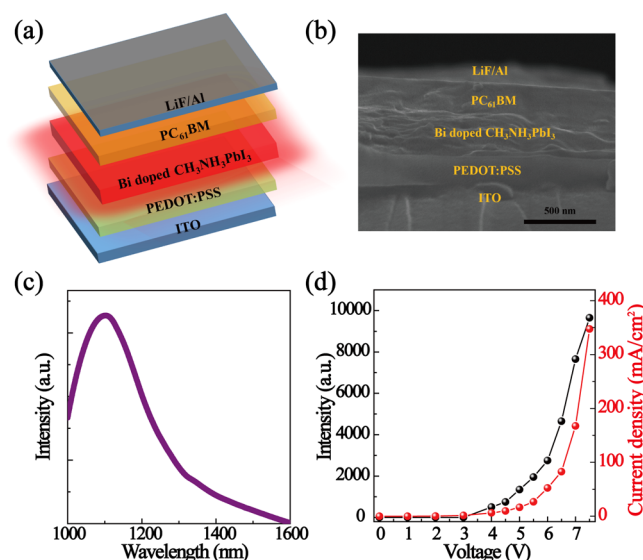 (a)
LiF/Al
PC61BM
Bi doped CH3NH3PbI3
PEDOT:PSS
ITO
(b)
LiF/Al
PC61BM
Bi doped CH3NH3PbI3
PEDOT:PSS
ITO
500 nm
(c)
Intensity (a.u.)
1000 1200 1400 1600
Wavelength (nm)
(d)
10000
8000
6000
4000
2000
0
Intensity (a.u.)
400
300
200
100
0
Current density (mA/cm²)
0 1 2 3 4 5 6 7
Voltage (V)